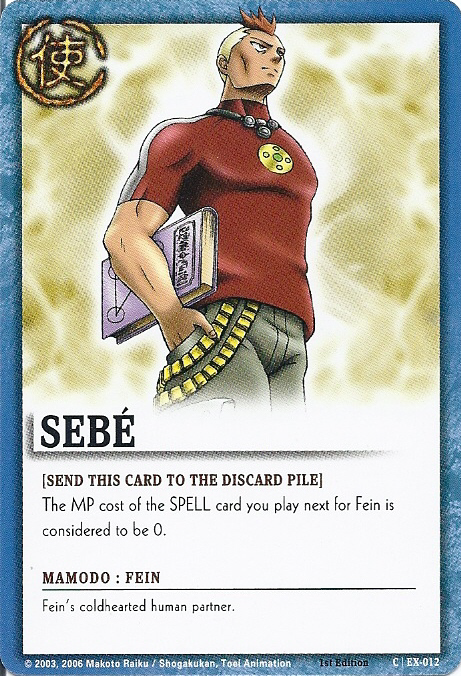 使
SEBÉ
[SEND THIS CARD TO THE DISCARD PILE]
The MP cost of the SPELL card you play next for Fein is
considered to be 0.
MAMODO : FEIN
Fein's coldhearted human partner.
© 2003, 2006 Makoto Raiku / Shogakukan, Toei Animation 1st Edition C | EX-012